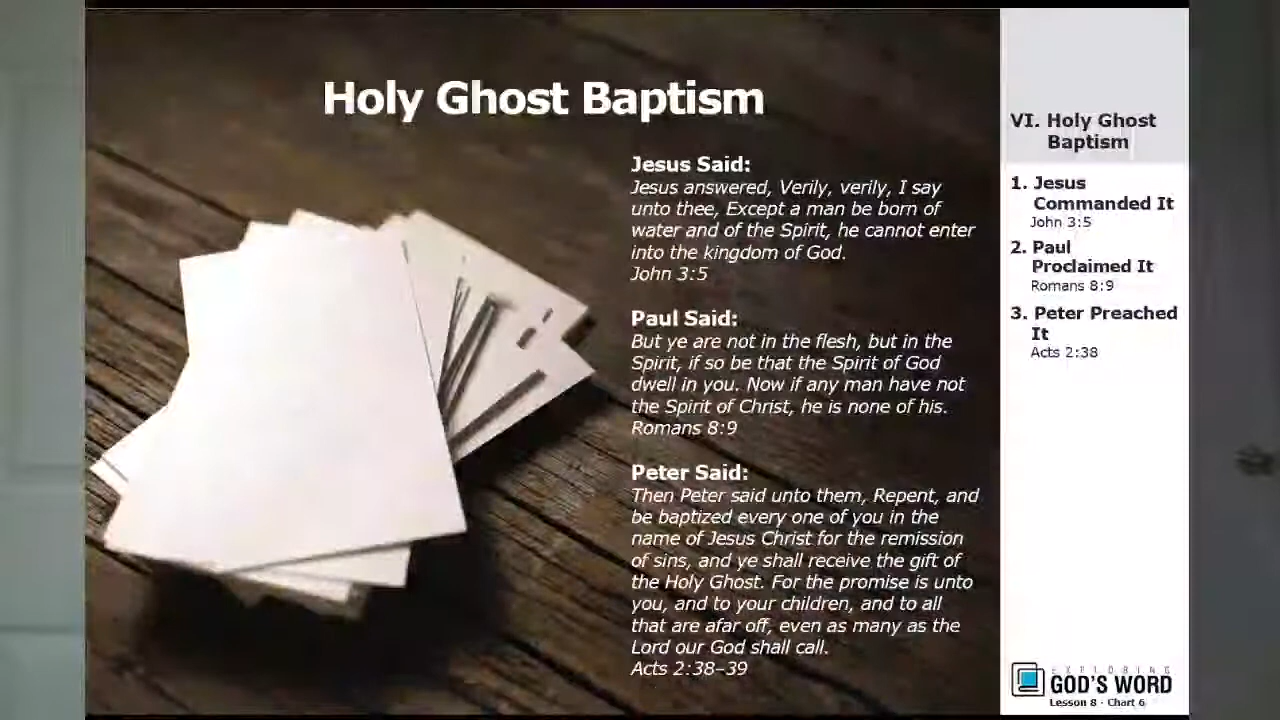 Holy Ghost Baptism
Jesus Said:
Jesus answered, Verily, verily, I say
unto thee, Except a man be born of
water and of the Spirit, he cannot enter
into the kingdom of God.
John 3:5
Paul Said:
But ye are not in the flesh, but in the
Spirit, if so be that the Spirit of God
dwell in you. Now if any man have not
the Spirit of Christ, he is none of his.
Romans 8:9
Peter Said:
Then Peter said unto them, Repent, and
be baptized every one of you in the
name of Jesus Christ for the remission
of sins, and ye shall receive the gift of
the Holy Ghost. For the promise is unto
you, and to your children, and to all
that are afar off, even as many as the
Lord our God shall call.
Acts 2:38–39
VI. Holy Ghost
Baptism
1. Jesus
Commanded It
John 3:5
2. Paul
Proclaimed It
Romans 8:9
3. Peter Preached
It
Acts 2:38
EXPLORING
GOD'S WORD
Lesson 8 - Chart 6